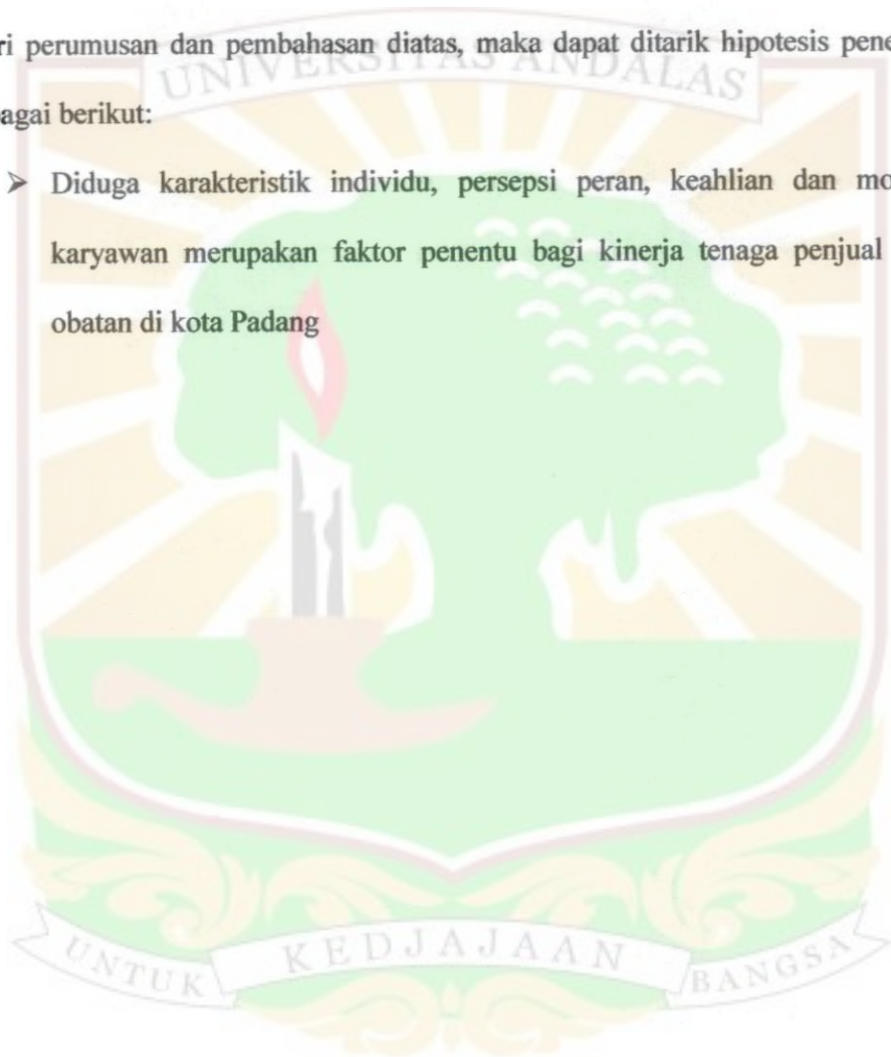 ri perumusan dan pembahasan diatas, maka dapat ditarik hipotesis pene
UNIVERSITAS ANDALAS
agai berikut:
➤ Diduga karakteristik individu, persepsi peran, keahlian dan mo
karyawan merupakan faktor penentu bagi kinerja tenaga penjual
obatan di kota Padang
UNTUK KEDJAJAAN BANGSA